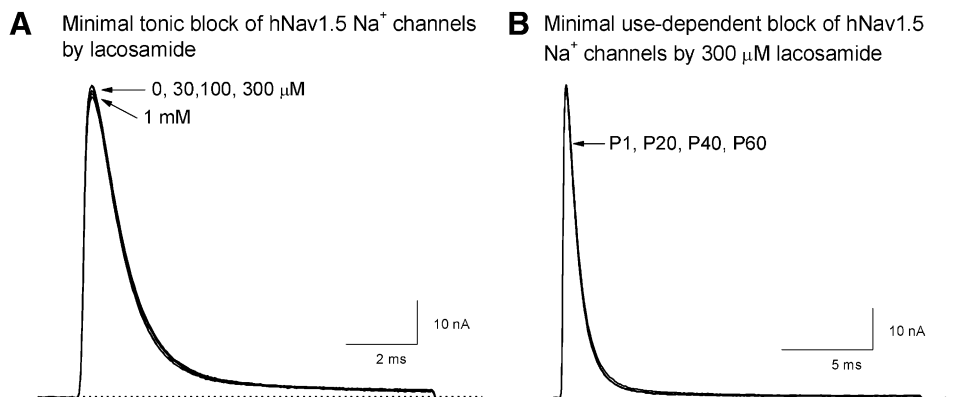 A
Minimal tonic block of hNav1.5 Na⁺ channels
by lacosamide
0, 30,100, 300 μM
1 mM
10 nA
2 ms
B
Minimal use-dependent block of hNav1.5
Na⁺ channels by 300 μM lacosamide
P1, P20, P40, P60
10 nA
5 ms